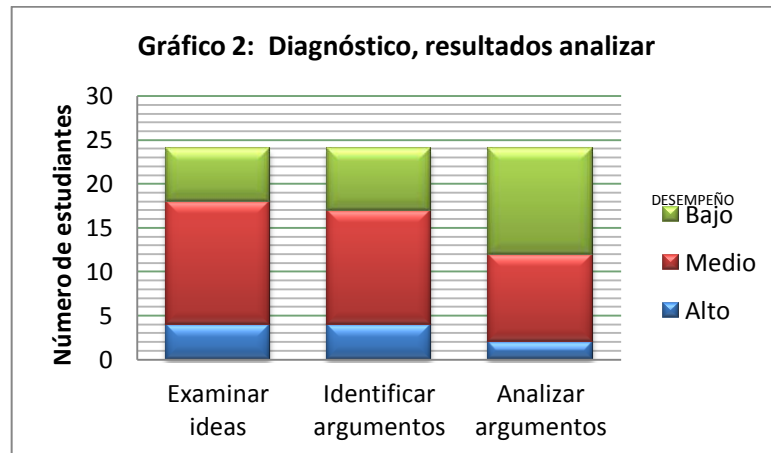 Gráfico 2:  Diagnóstico, resultados analizar
Número de estudiantes
30
25
20
15
10
5
0
Examinar
ideas
Identificar
argumentos
Analizar
argumentos
DESEMPEÑO
Bajo
Medio
Alto